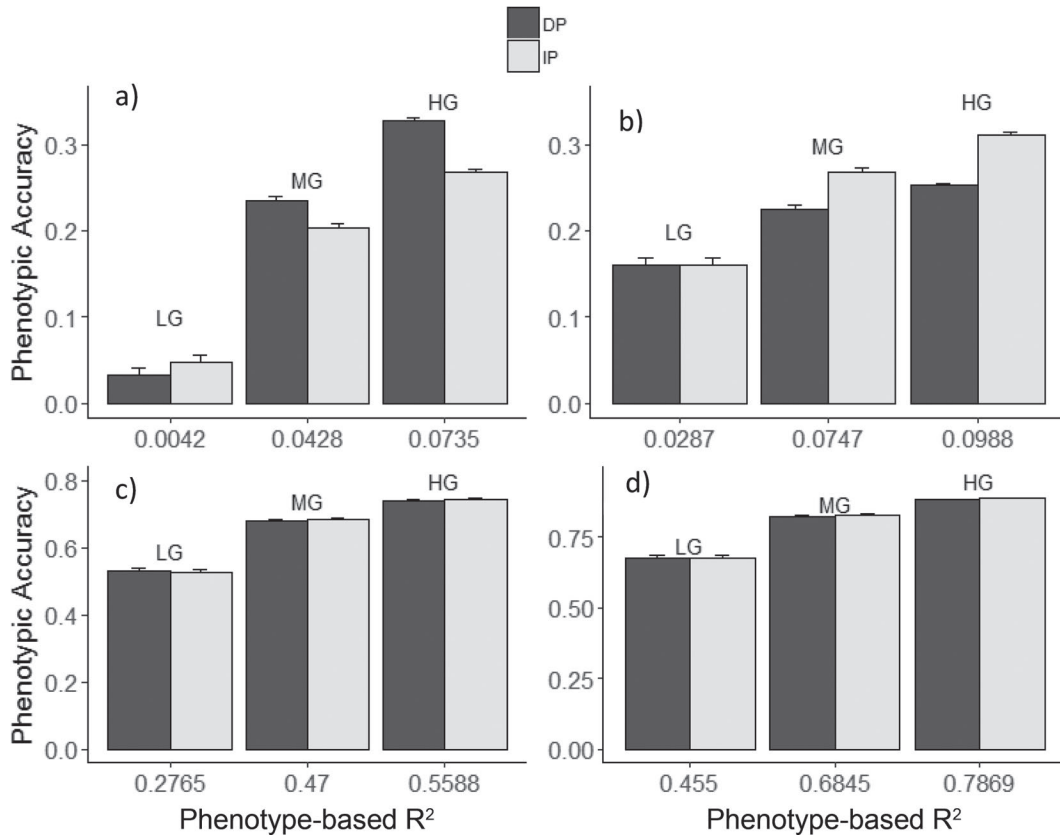 DP
IP
a)
HG
MG
LG
Phenotypic Accuracy
0.3
0.2
0.1
0.0
0.0042 0.0428 0.0735
b)
HG
MG
LG
Phenotypic Accuracy
0.3
0.2
0.1
0.0
0.0287 0.0747 0.0988
c)
HG
MG
LG
Phenotypic Accuracy
0.8
0.6
0.4
0.2
0.0
0.2765 0.47 0.5588
Phenotype-based R²
d)
HG
MG
LG
Phenotypic Accuracy
0.75
0.50
0.25
0.00
0.455 0.6845 0.7869
Phenotype-based R²